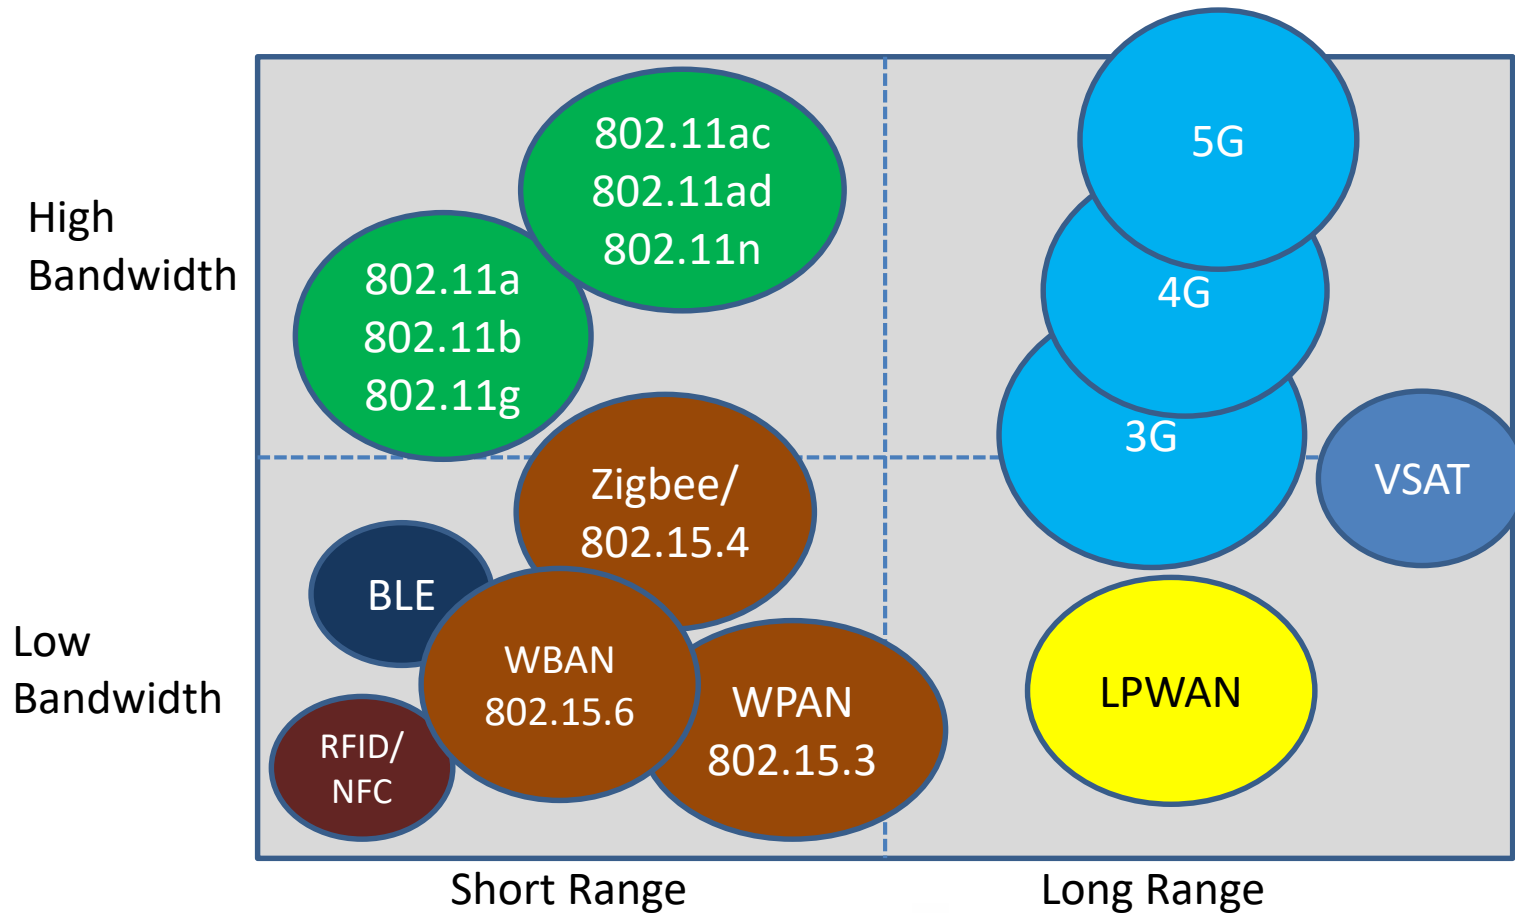 802.11ac
802.11ad
802.11n
5G
High
Bandwidth
802.11a
802.11b
802.11g
4G
3G
Zigbee/
802.15.4
VSAT
BLE
Low
Bandwidth
WBAN
802.15.6
WPAN
802.15.3
LPWAN
RFID/
NFC
Short Range
Long Range